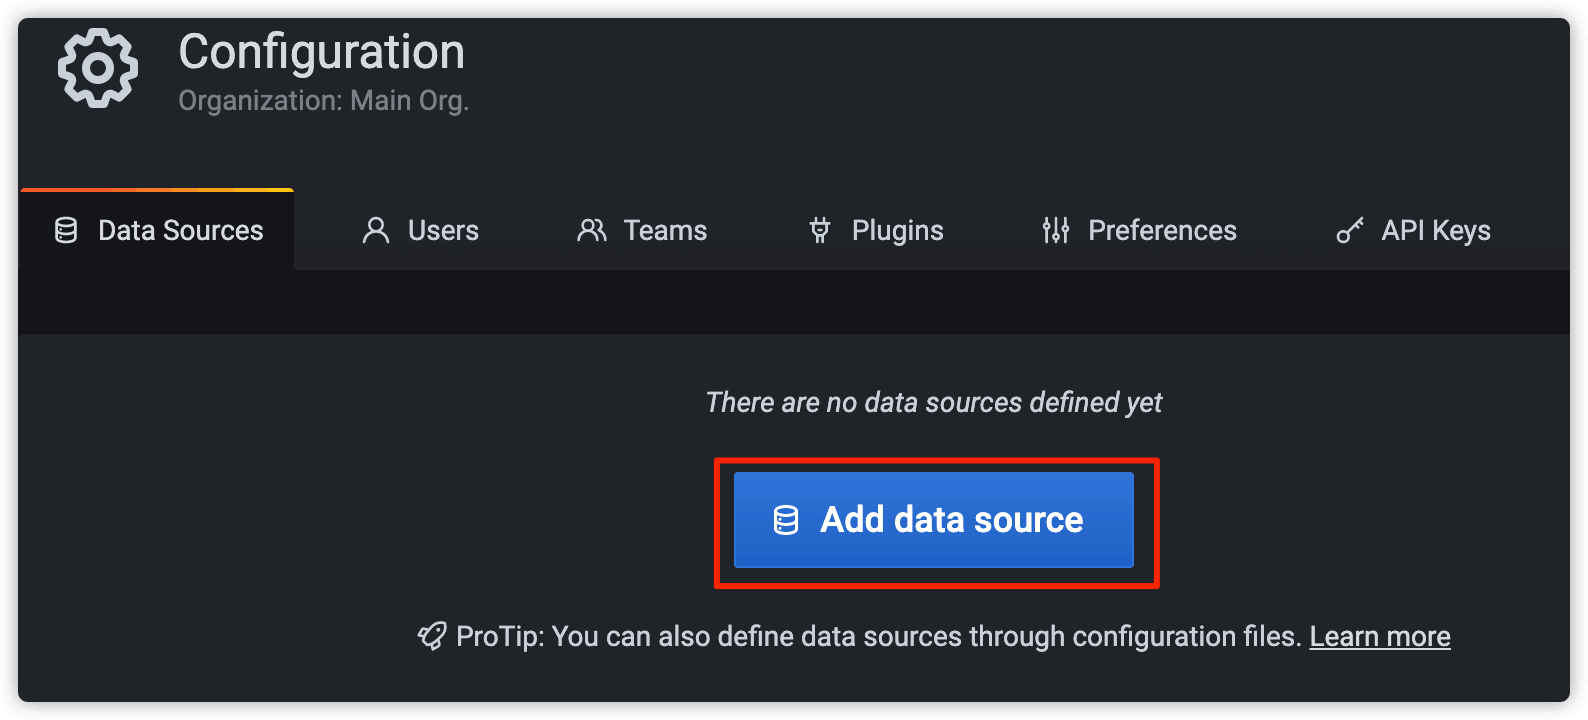 Configuration
Organization: Main Org.
Data Sources Users Teams Plugins Preferences API Keys
There are no data sources defined yet
Add data source
ProTip: You can also define data sources through configuration files. Learn more